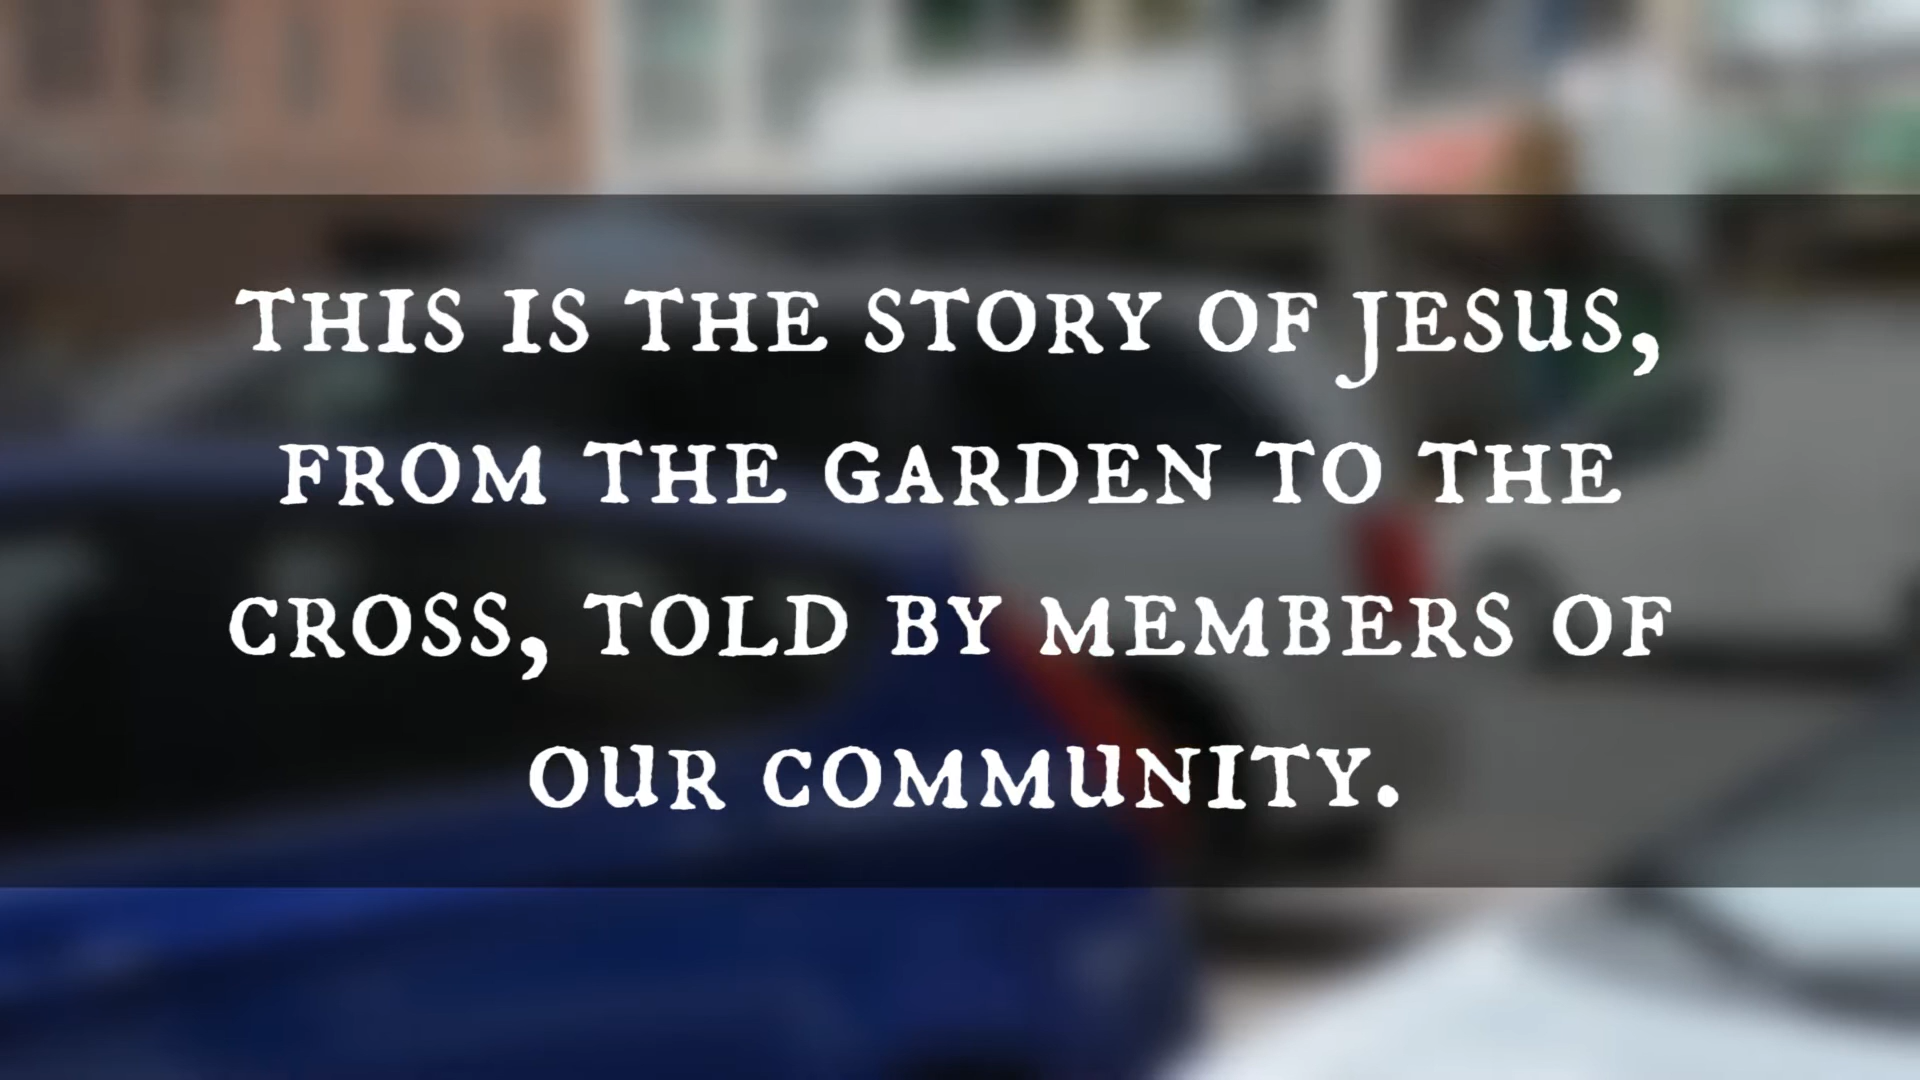 THIS IS THE STORY OF JESUS,
FROM THE GARDEN TO THE
CROSS, TOLD BY MEMBERS OF
OUR COMMUNITY.